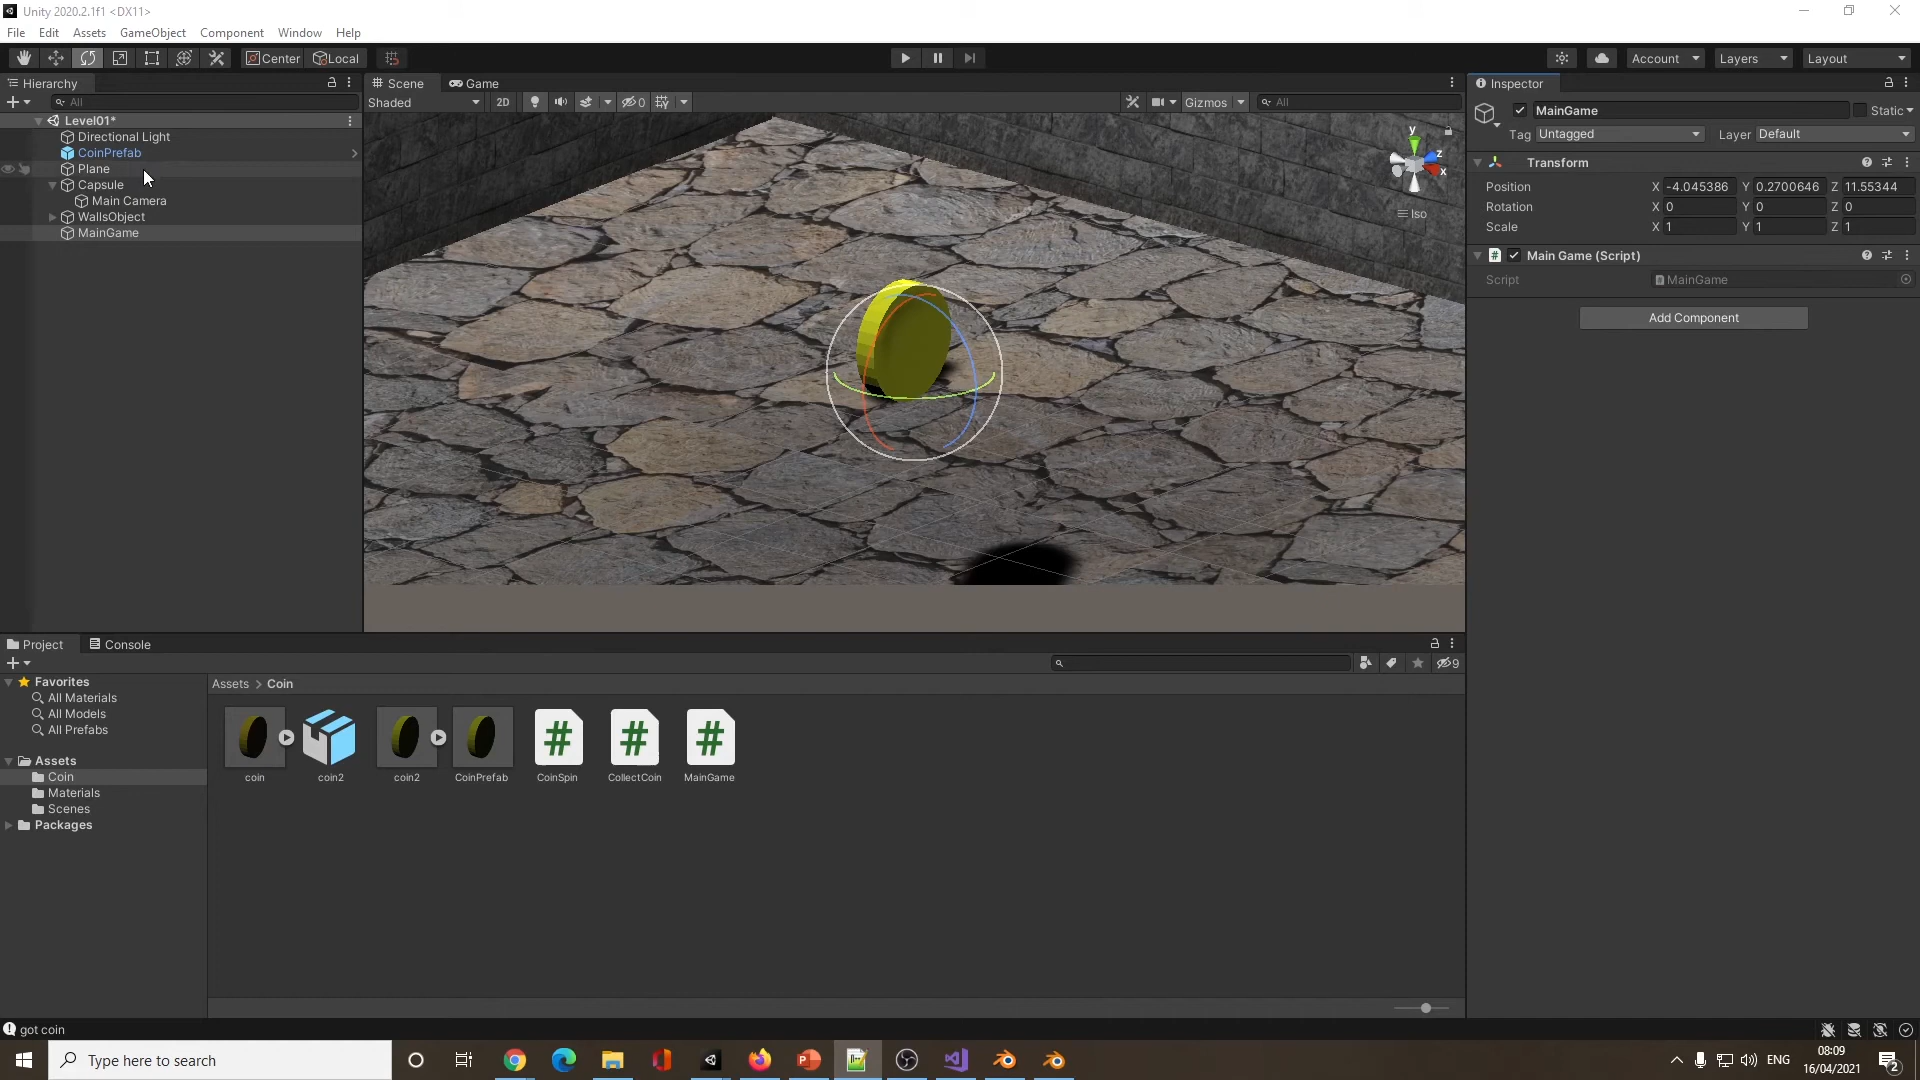 Unity 2020.2.1f1 <DX11>
File Edit Assets GameObject Component Window Help
Center Local Account Layers Layout
Hierarchy
All
Level01*
Directional Light
CoinPrefab
Plane
Capsule
Main Camera
WallsObject
MainGame
Scene Game
Shaded 2D 0 Gizmos All
y
z
x
Iso
Inspector
MainGame Static
Tag Untagged Layer Default
Transform
Position X -4.045386 Y 0.2700646 Z 11.55344
Rotation X 0 Y 0 Z 0
Scale X 1 Y 1 Z 1
# Main Game (Script)
Script MainGame
Add Component
Project Console
9
Favorites
All Materials
All Models
All Prefabs
Assets
Coin
Materials
Scenes
Packages
Assets > Coin
# # #
coin coin2 coin2 CoinPrefab CoinSpin CollectCoin MainGame
got coin
Type here to search
ENG
08:09
16/04/2021
2